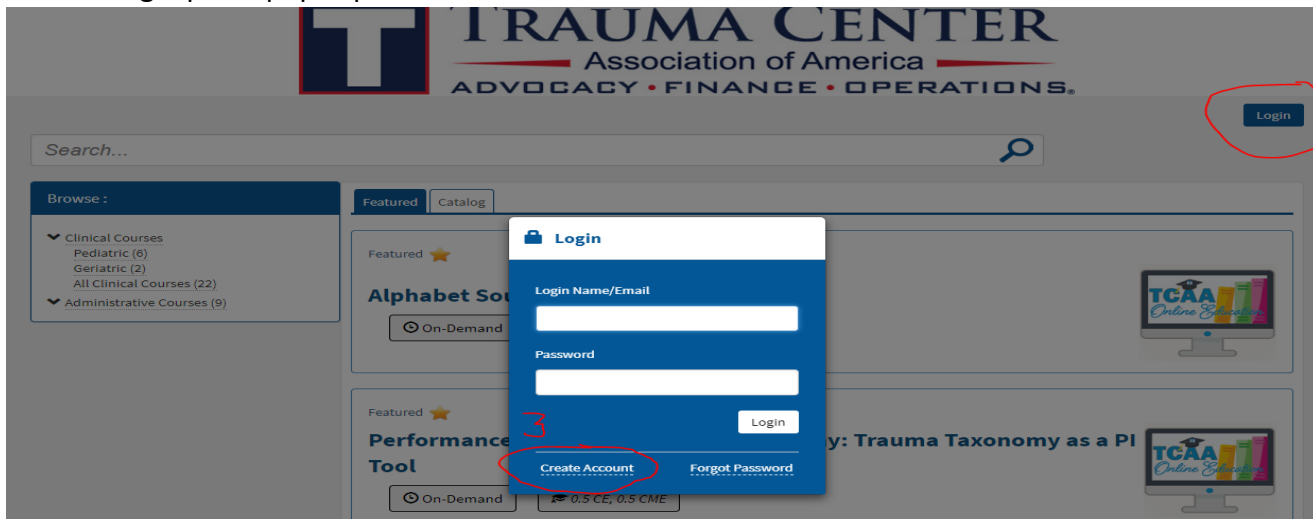 TRAUMA CENTER
Association of America
ADVOCACY • FINANCE • OPERATIONS®
Login
Search...
Browse :
Clinical Courses
Pediatric (6)
Geriatric (2)
All Clinical Courses (22)
Administrative Courses (9)
Featured Catalog
Featured
Alphabet
On-Demand
TCAA
Online Education
Login
Login Name/Email
Password
Login
3
Create Account Forgot Password
Featured
Performance y: Trauma Taxonomy as a PI
Tool
On-Demand
0.5 CE, 0.5 CME
TCAA
Online Education